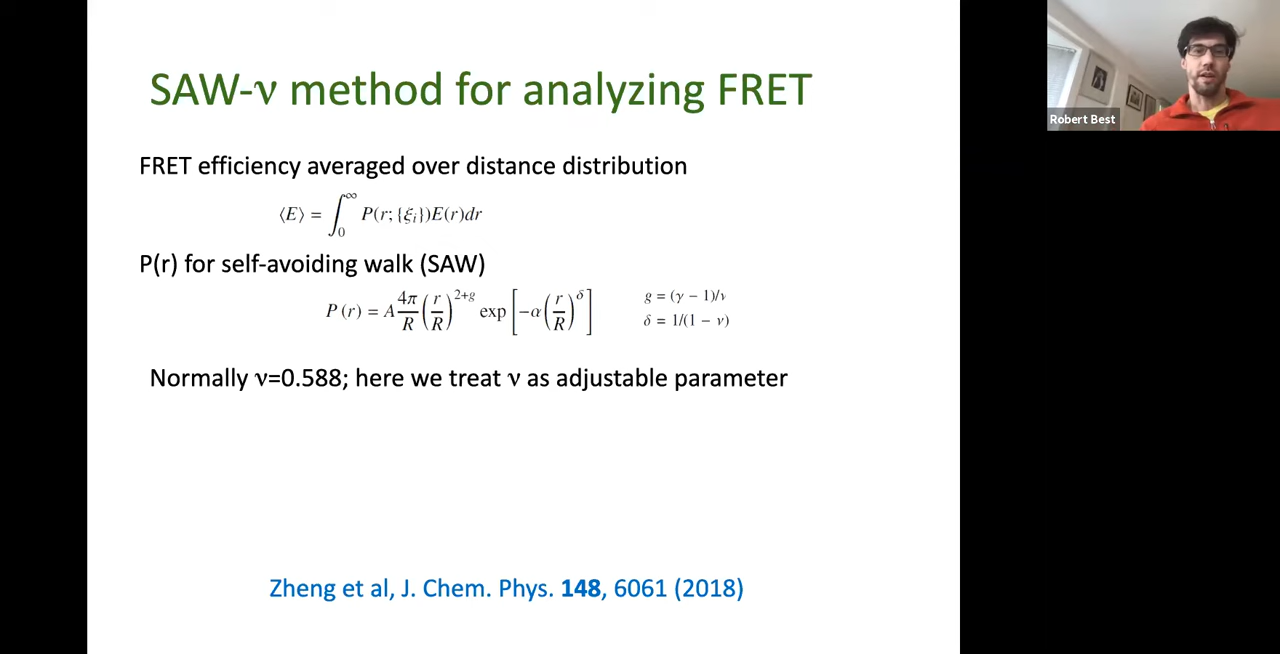 SAW-ν method for analyzing FRET
FRET efficiency averaged over distance distribution
⟨E⟩ = ∫₀^∞ P(r; {ξᵢ})E(r)dr
P(r) for self-avoiding walk (SAW)
P (r) = A 4π/R (r/R)^{2+g} exp[−α(r/R)^δ]
g = (γ − 1)/ν
δ = 1/(1 − ν)
Normally ν=0.588; here we treat ν as adjustable parameter
Zheng et al, J. Chem. Phys. 148, 6061 (2018)
Robert Best